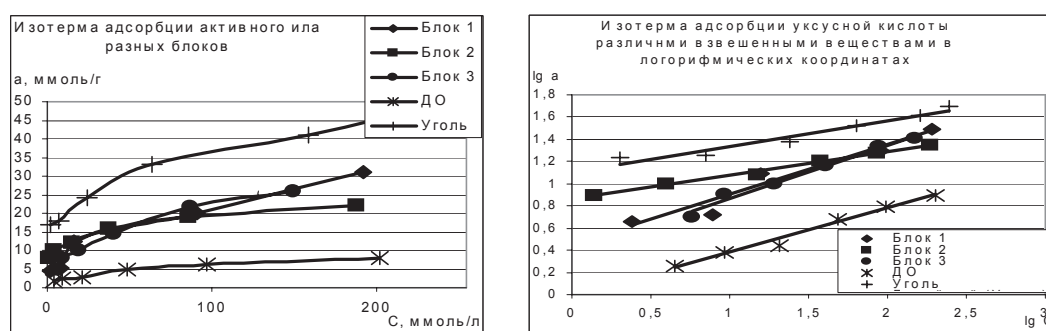 Изотерма адсорбции активного ила
разных блоков
а, ммоль/г
50
45
40
35
30
25
20
15
10
5
0
0
100
200
С, ммоль/л
Блок 1
Блок 2
Блок 3
ДО
Уголь
Изотерма адсорбции уксусной кислоты
различнми взвешенными веществами в
логорифмических координатах
lg a
1,8
1,6
1,4
1,2
1
0,8
0,6
0,4
0,2
0
0
0,5
1
1,5
2
2,5
3
lg C
Блок 1
Блок 2
Блок 3
ДО
Уголь